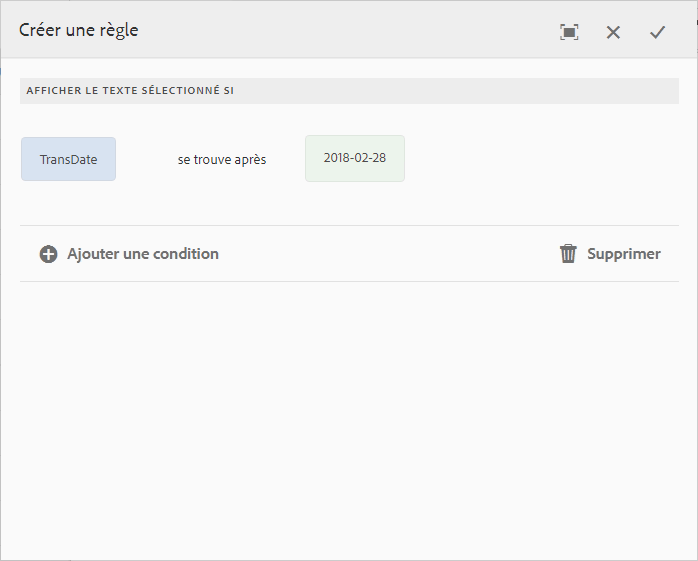 Créer une règle
AFFICHER LE TEXTE SÉLECTIONNÉ SI
TransDate se trouve après 2018-02-28
Ajouter une condition Supprimer